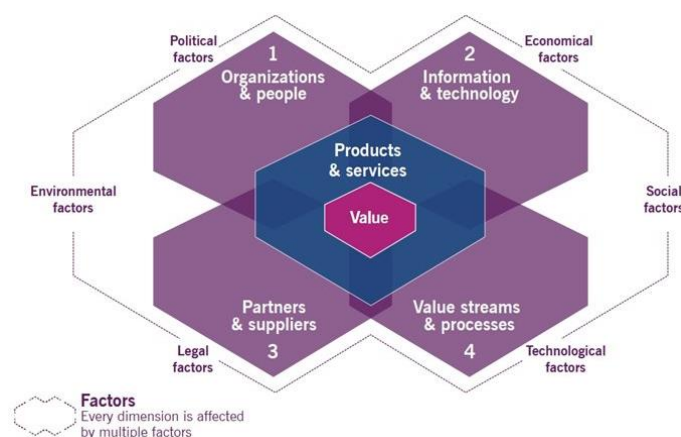 Political
factors
1
Organizations
& people
2
Information
& technology
Economical
factors
Products
& services
Environmental
factors
Value
Social
factors
Partners
& suppliers
3
Value streams
& processes
4
Legal
factors
Technological
factors
Factors
Every dimension is affected
by multiple factors